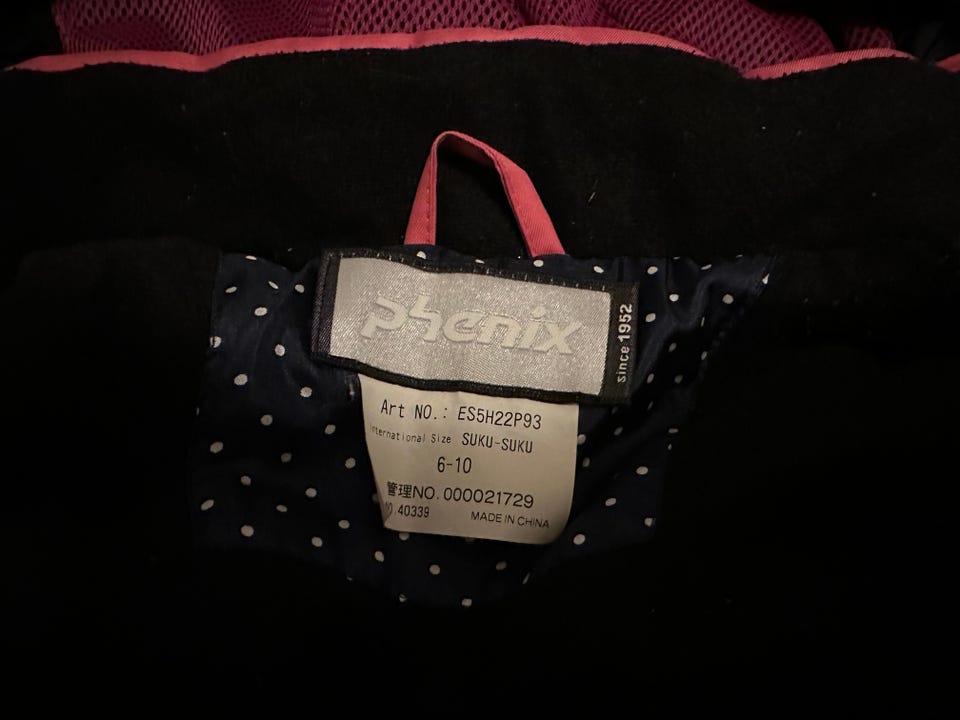 phenix
since 1952
Art NO.: ES5H22P93
International Size SUKU-SUKU
6-10
管理NO. 000021729
NO. 40339 MADE IN CHINA